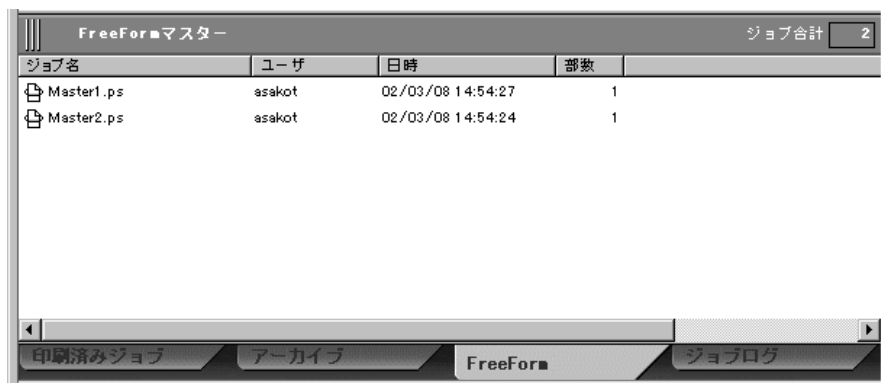 FreeFormマスター ジョブ合計 2
ジョブ名 ユーザ 日時 部数
Master1.ps asakot 02/03/08 14:54:27 1
Master2.ps asakot 02/03/08 14:54:24 1
印刷済みジョブ アーカイブ FreeForm ジョブログ